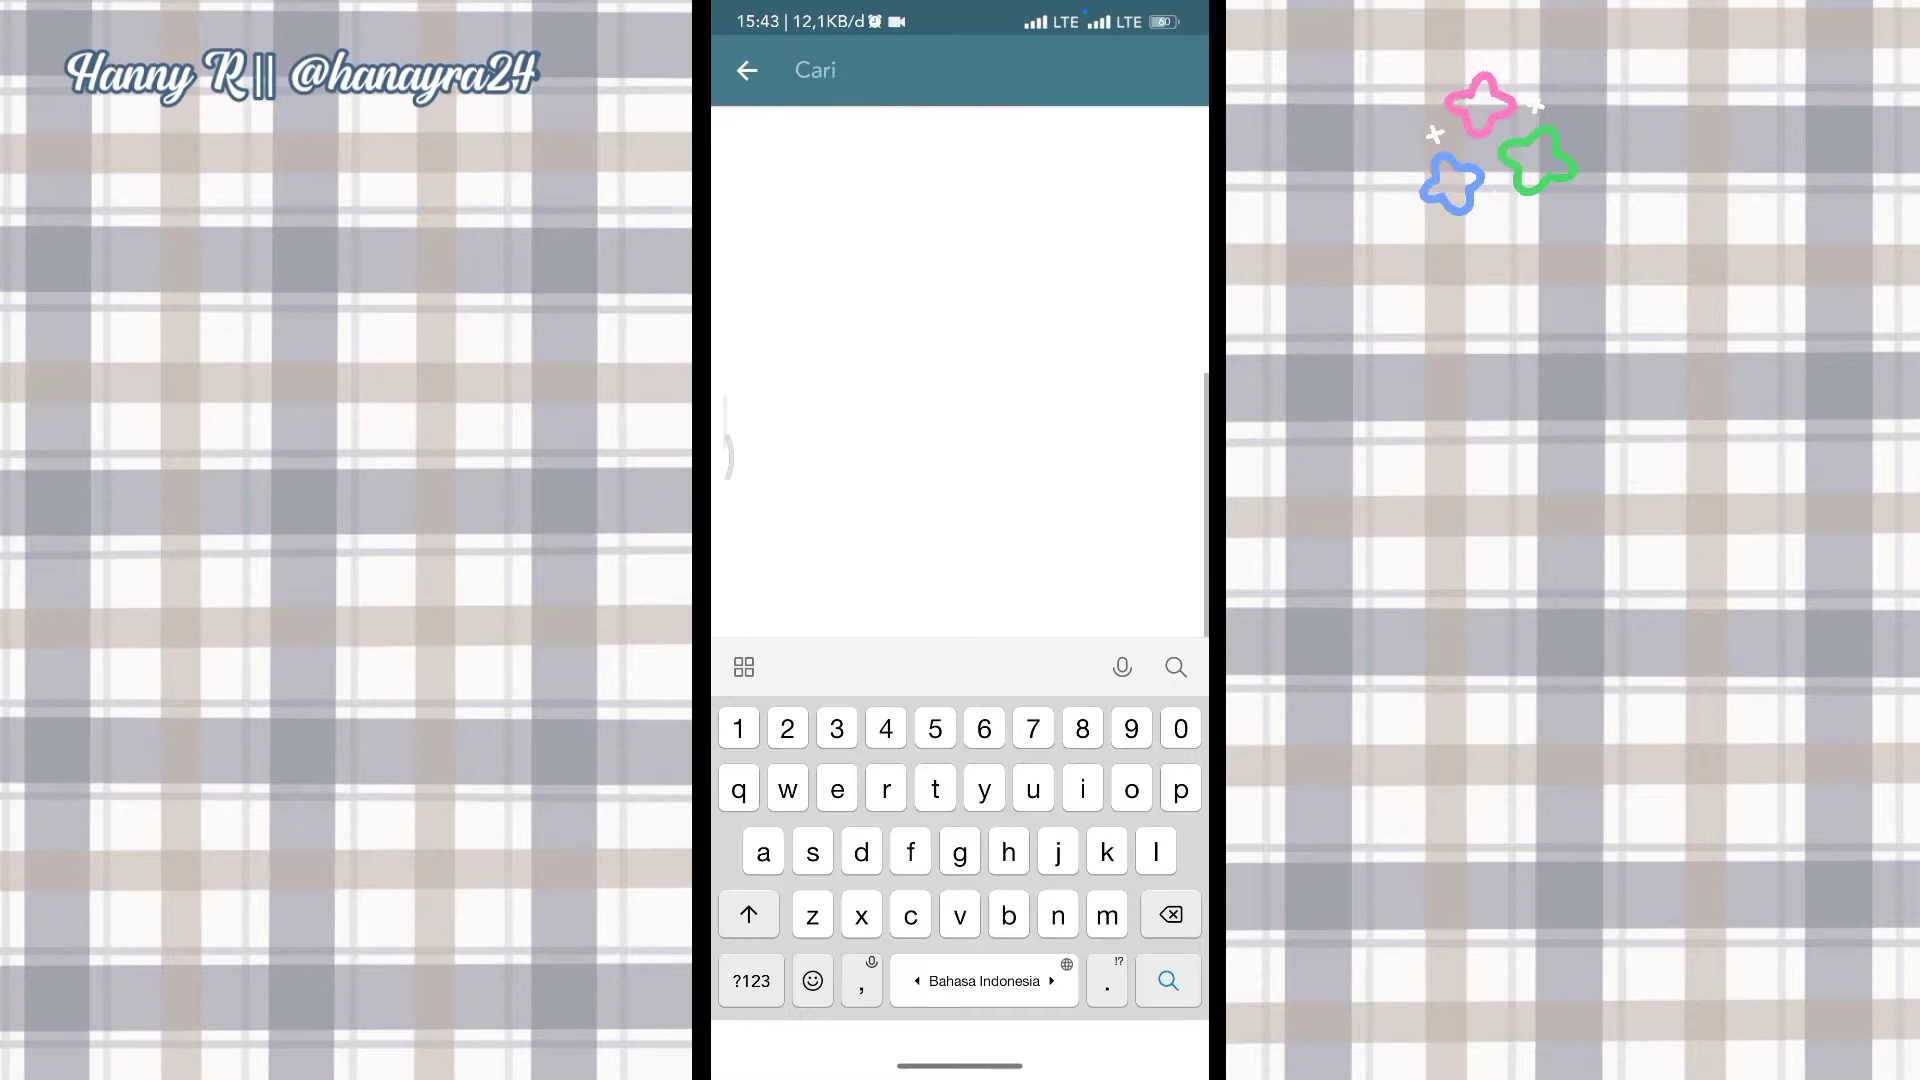 Hanny R || @hanayra24
15:43 | 12,1KB/d LTE LTE 60
Cari
1 2 3 4 5 6 7 8 9 0
q w e r t y u i o p
a s d f g h j k l
z x c v b n m
?123 , Bahasa Indonesia !? .